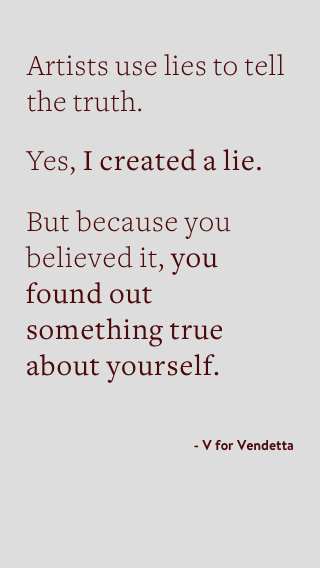 Artists use lies to tell
the truth.
Yes, I created a lie.
But because you
believed it, you
found out
something true
about yourself.
- V for Vendetta